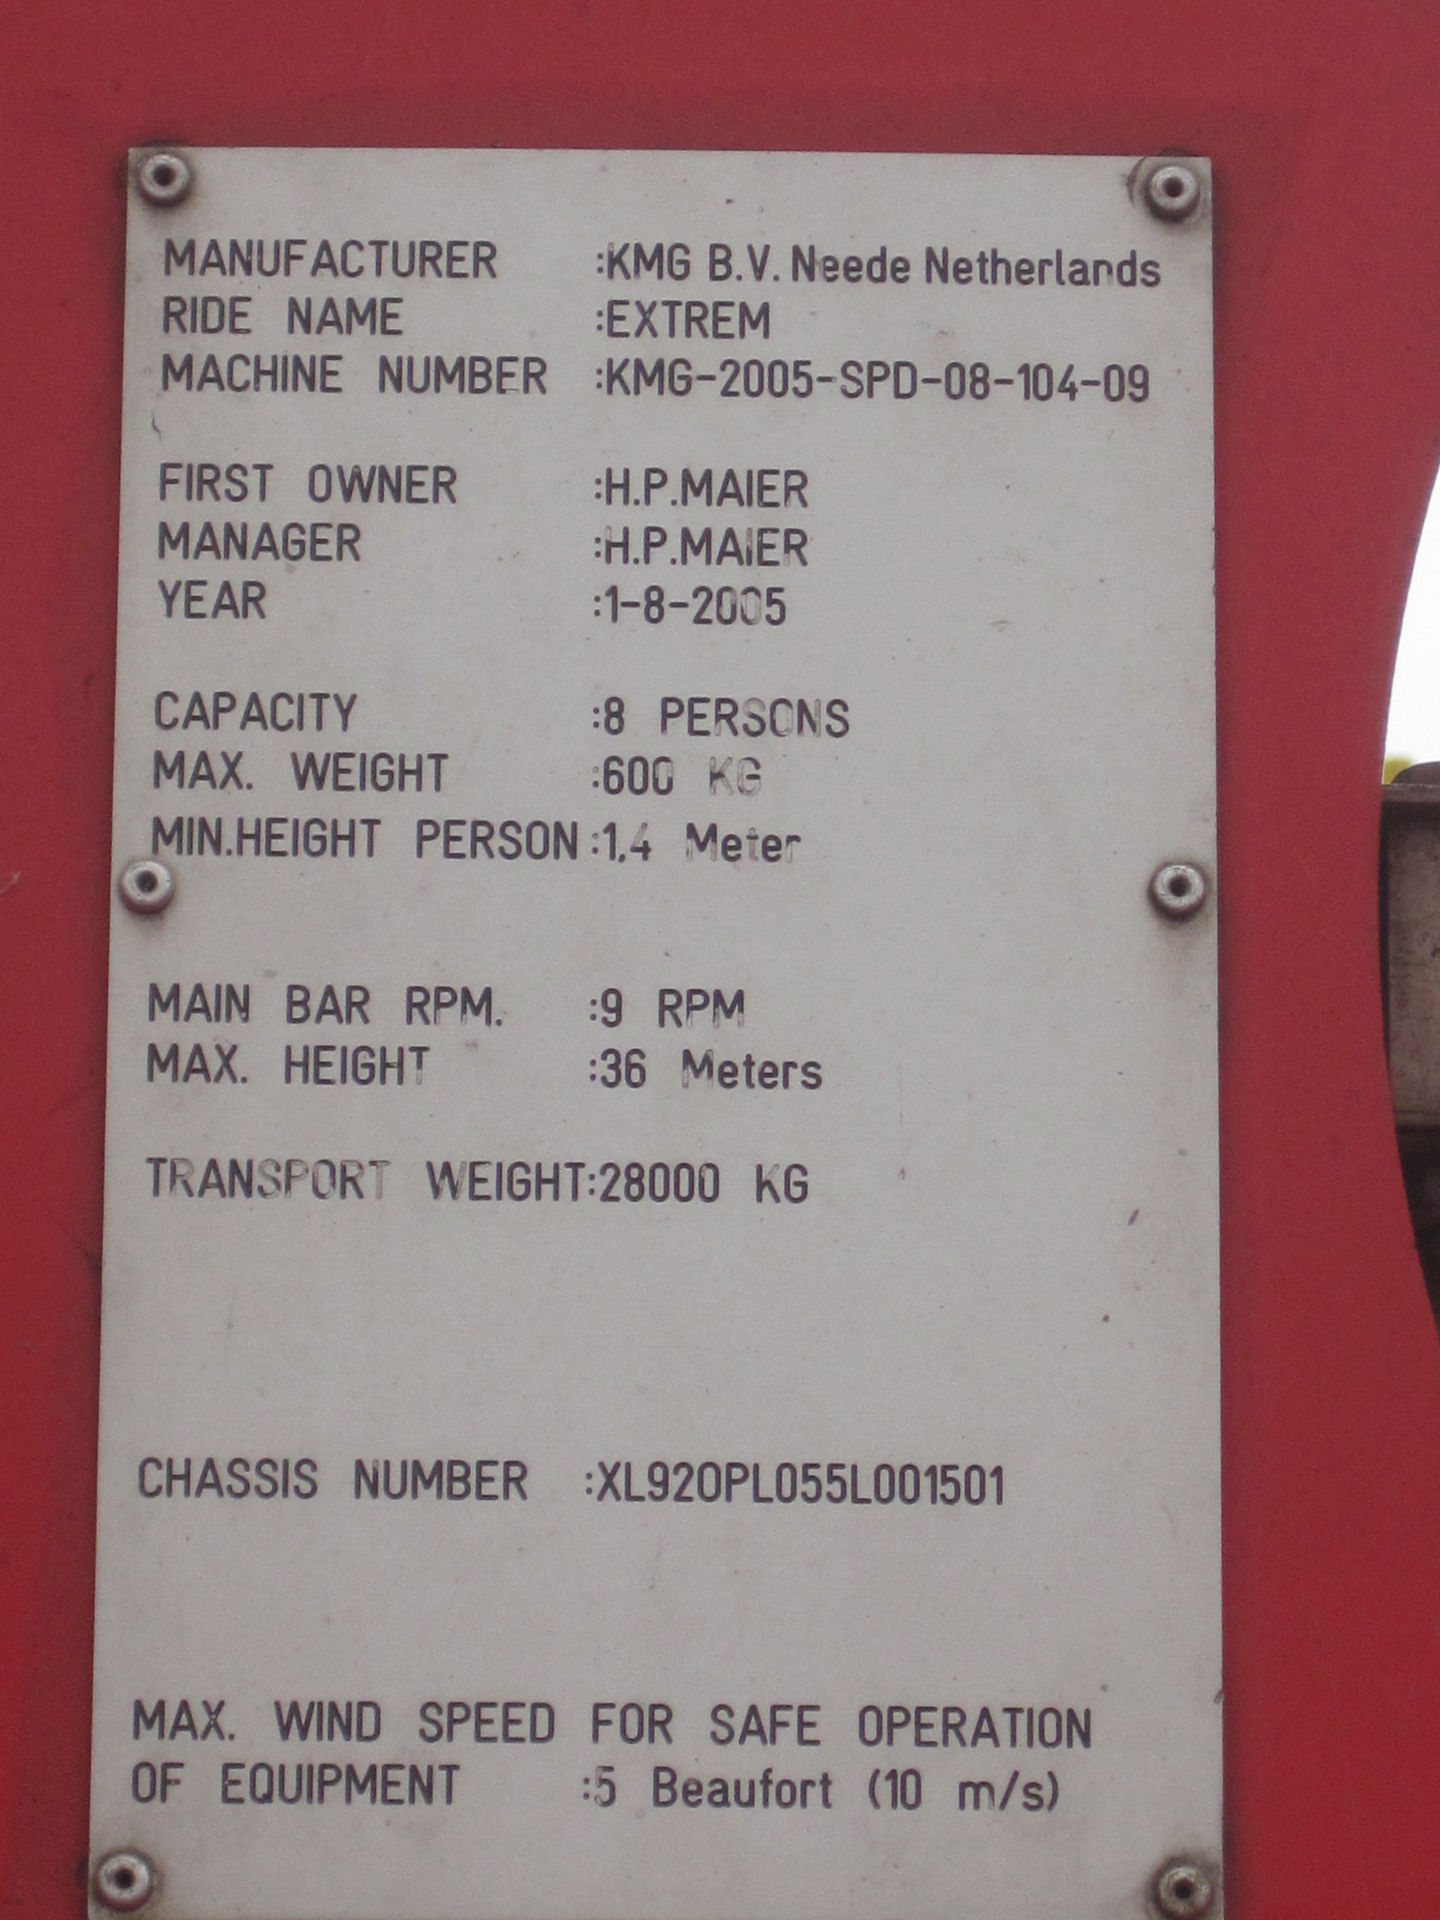 MANUFACTURER :KMG B.V. Neede Netherlands
RIDE NAME :EXTREM
MACHINE NUMBER :KMG-2005-SPD-08-104-09
FIRST OWNER :H.P.MAIER
MANAGER :H.P.MAIER
YEAR :1-8-2005
CAPACITY :8 PERSONS
MAX. WEIGHT :600 KG
MIN.HEIGHT PERSON :1,4 Meter
MAIN BAR RPM. :9 RPM
MAX. HEIGHT :36 Meters
TRANSPORT WEIGHT:28000 KG
CHASSIS NUMBER :XL920PL055L001501
MAX. WIND SPEED FOR SAFE OPERATION
OF EQUIPMENT :5 Beaufort (10 m/s)